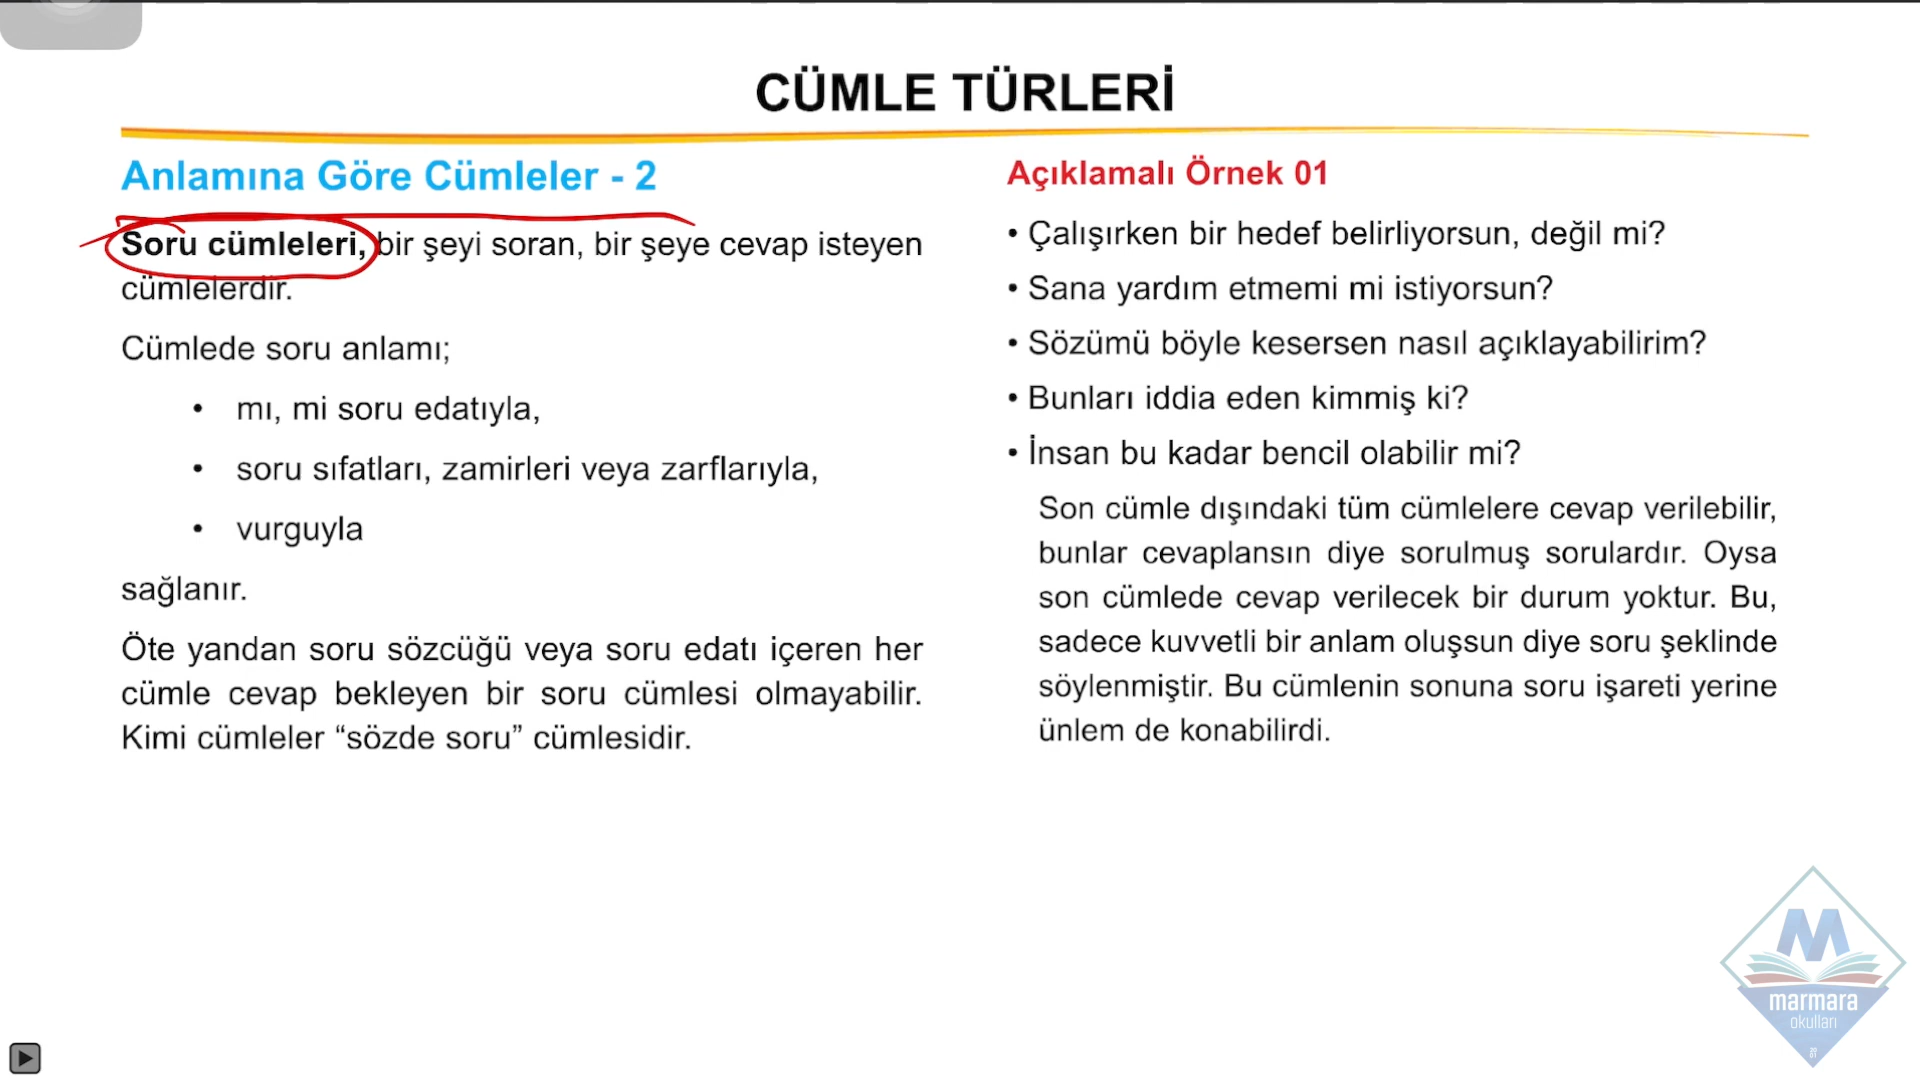 CÜMLE TÜRLERİ
Anlamına Göre Cümleler - 2
Soru cümleleri, bir şeyi soran, bir şeye cevap isteyen
cümlelerdir.
Cümlede soru anlamı;
• mı, mi soru edatıyla,
• soru sıfatları, zamirleri veya zarflarıyla,
• vurguyla
sağlanır.
Öte yandan soru sözcüğü veya soru edatı içeren her
cümle cevap bekleyen bir soru cümlesi olmayabilir.
Kimi cümleler “sözde soru” cümlesidir.
Açıklamalı Örnek 01
• Çalışırken bir hedef belirliyorsun, değil mi?
• Sana yardım etmemi mi istiyorsun?
• Sözümü böyle kesersen nasıl açıklayabilirim?
• Bunları iddia eden kimmiş ki?
• İnsan bu kadar bencil olabilir mi?
Son cümle dışındaki tüm cümlelere cevap verilebilir,
bunlar cevaplansın diye sorulmuş sorulardır. Oysa
son cümlede cevap verilecek bir durum yoktur. Bu,
sadece kuvvetli bir anlam oluşsun diye soru şeklinde
söylenmiştir. Bu cümlenin sonuna soru işareti yerine
ünlem de konabilirdi.
M
marmara
okulları
20
01